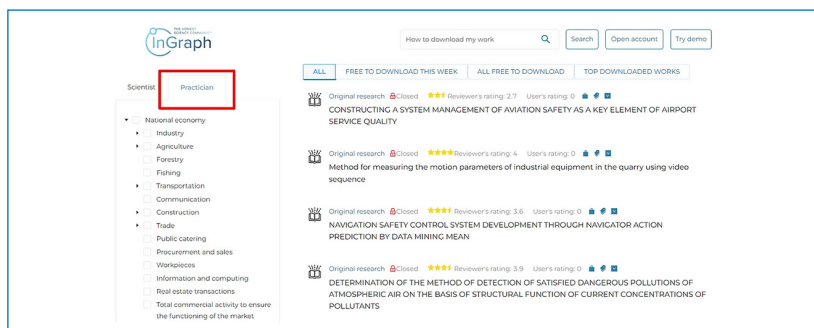 THE HONEST
SCIENCE COMMUNITY
InGraph
How to download my work
Search
Open account
Try demo
Scientist
Practician
National economy
Industry
Agriculture
Forestry
Fishing
Transportation
Communication
Construction
Trade
Public catering
Procurement and sales
Workpieces
Information and computing
Real estate transactions
Total commercial activity to ensure
the functioning of the market
ALL
FREE TO DOWNLOAD THIS WEEK
ALL FREE TO DOWNLOAD
TOP DOWNLOADED WORKS
Original research Closed Reviewer's rating: 2.7 User's rating: 0
CONSTRUCTING A SYSTEM MANAGEMENT OF AVIATION SAFETY AS A KEY ELEMENT OF AIRPORT
SERVICE QUALITY
Original research Closed Reviewer's rating: 4 User's rating: 0
Method for measuring the motion parameters of industrial equipment in the quarry using video
sequence
Original research Closed Reviewer's rating: 3.6 User's rating: 0
NAVIGATION SAFETY CONTROL SYSTEM DEVELOPMENT THROUGH NAVIGATOR ACTION
PREDICTION BY DATA MINING MEAN
Original research Closed Reviewer's rating: 3.9 User's rating: 0
DETERMINATION OF THE METHOD OF DETECTION OF SATISFIED DANGEROUS POLLUTIONS OF
ATMOSPHERIC AIR ON THE BASIS OF STRUCTURAL FUNCTION OF CURRENT CONCENTRATIONS OF
POLLUTANTS